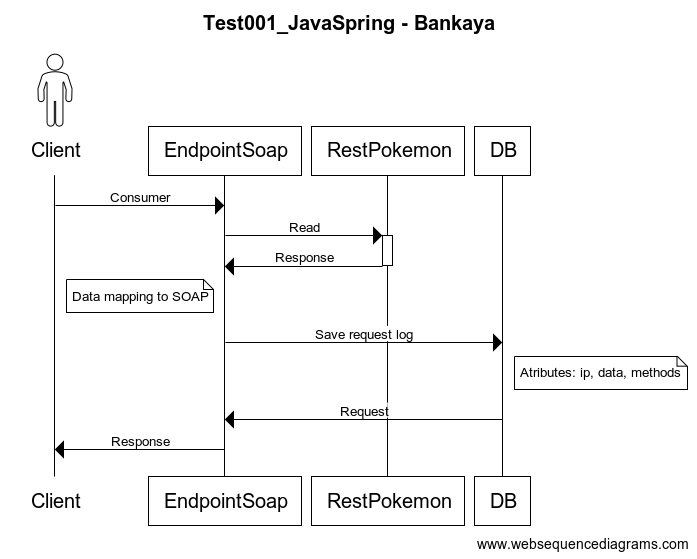 Test001_JavaSpring - Bankaya
Client
EndpointSoap
RestPokemon
DB
Consumer
Read
Response
Data mapping to SOAP
Save request log
Atributes: ip, data, methods
Request
Response
Client
EndpointSoap
RestPokemon
DB
www.websequencediagrams.com